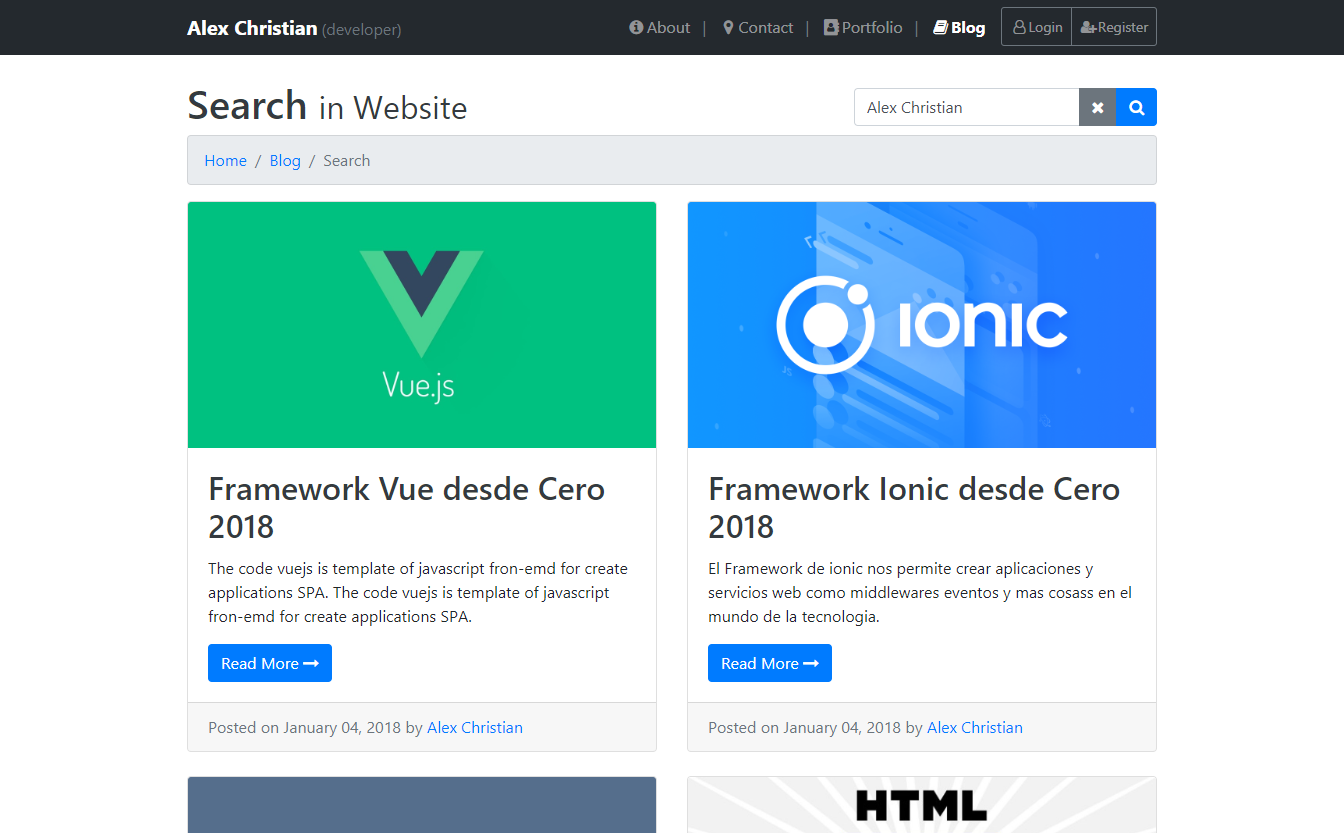 Alex Christian (developer) About | Contact | Portfolio | Blog Login Register
Search in Website Alex Christian
Home / Blog / Search
Vue.js
ionic
Framework Vue desde Cero
2018
The code vuejs is template of javascript fron-emd for create
applications SPA. The code vuejs is template of javascript
fron-emd for create applications SPA.
Read More
Posted on January 04, 2018 by Alex Christian
Framework Ionic desde Cero
2018
El Framework de ionic nos permite crear aplicaciones y
servicios web como middlewares eventos y mas cosass en el
mundo de la tecnologia.
Read More
Posted on January 04, 2018 by Alex Christian
HTML